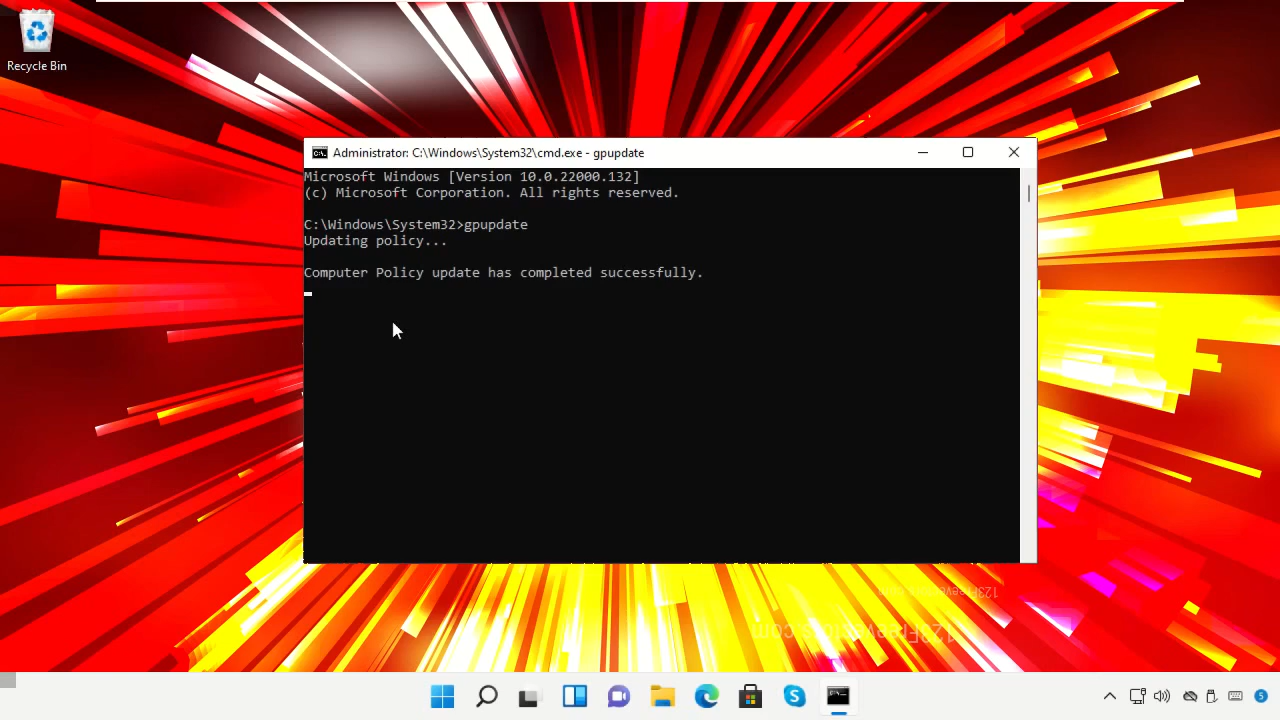 Recycle Bin
Administrator: C:\Windows\System32\cmd.exe - gpupdate
Microsoft Windows [Version 10.0.22000.132]
(c) Microsoft Corporation. All rights reserved.
C:\Windows\System32>gpupdate
Updating policy...
Computer Policy update has completed successfully.
5